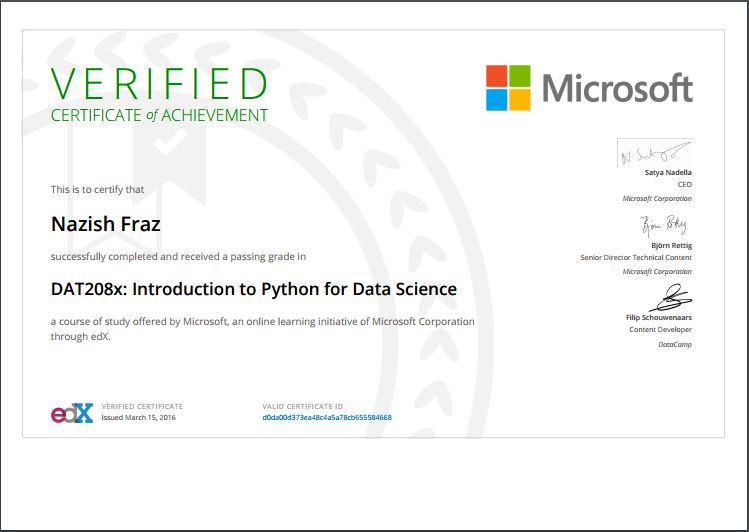 VERIFIED
CERTIFICATE of ACHIEVEMENT
Microsoft
This is to certify that
Nazish Fraz
successfully completed and received a passing grade in
DAT208x: Introduction to Python for Data Science
a course of study offered by Microsoft, an online learning initiative of Microsoft Corporation
through edX.
Satya Nadella
CEO
Microsoft Corporation
Björn Rettig
Senior Director Technical Content
Microsoft Corporation
Filip Schouwenaars
Content Developer
DataCamp
edX
VERIFIED CERTIFICATE
Issued March 15, 2016
VALID CERTIFICATE ID
d0da00d373ea48c4a5a78cb655584668